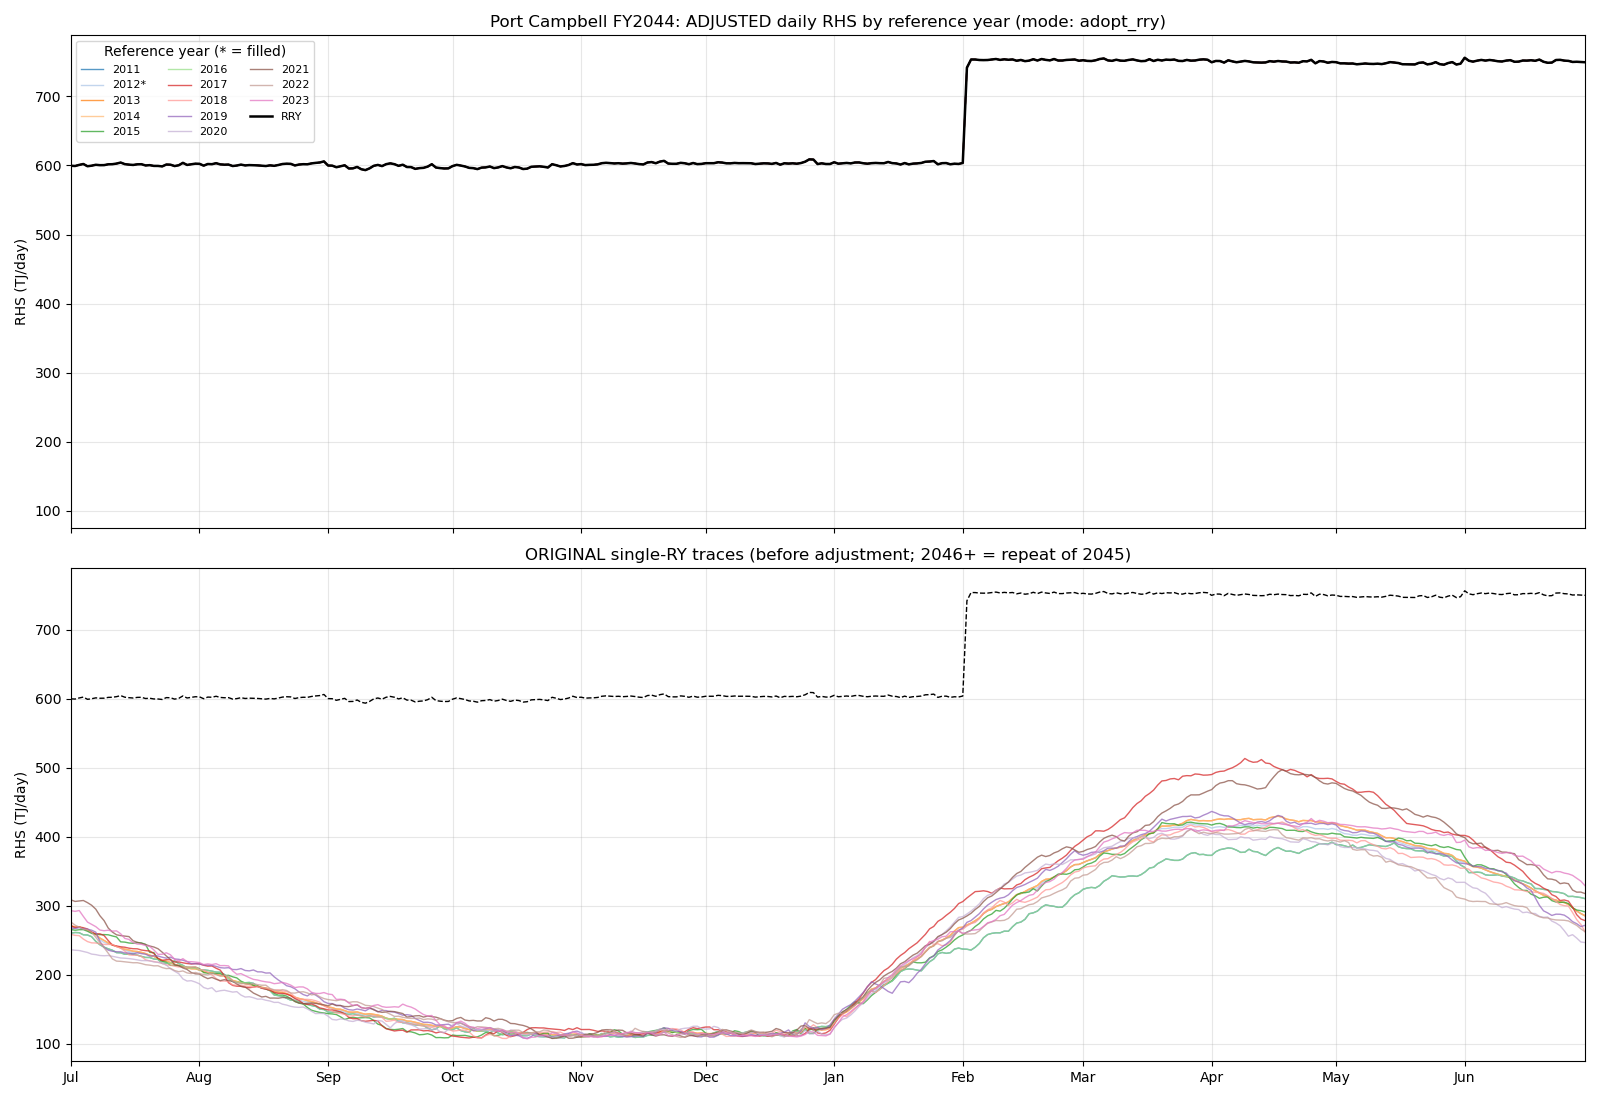 Port Campbell FY2044: ADJUSTED daily RHS by reference year (mode: adopt_rry)
Reference year (* = filled)
2011 2016 2021
2012* 2017 2022
2013 2018 2023
2014 2019 RRY
2015 2020
RHS (TJ/day)
700
600
500
400
300
200
100
ORIGINAL single-RY traces (before adjustment; 2046+ = repeat of 2045)
RHS (TJ/day)
700
600
500
400
300
200
100
Jul Aug Sep Oct Nov Dec Jan Feb Mar Apr May Jun